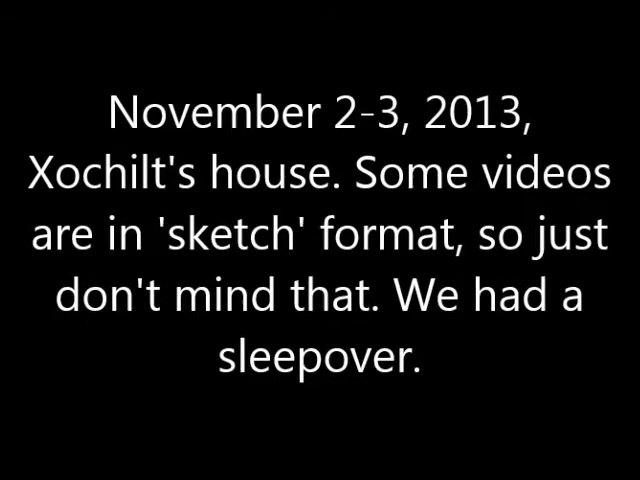 November 2-3, 2013,
Xochilt's house. Some videos
are in 'sketch' format, so just
don't mind that. We had a
sleepover.